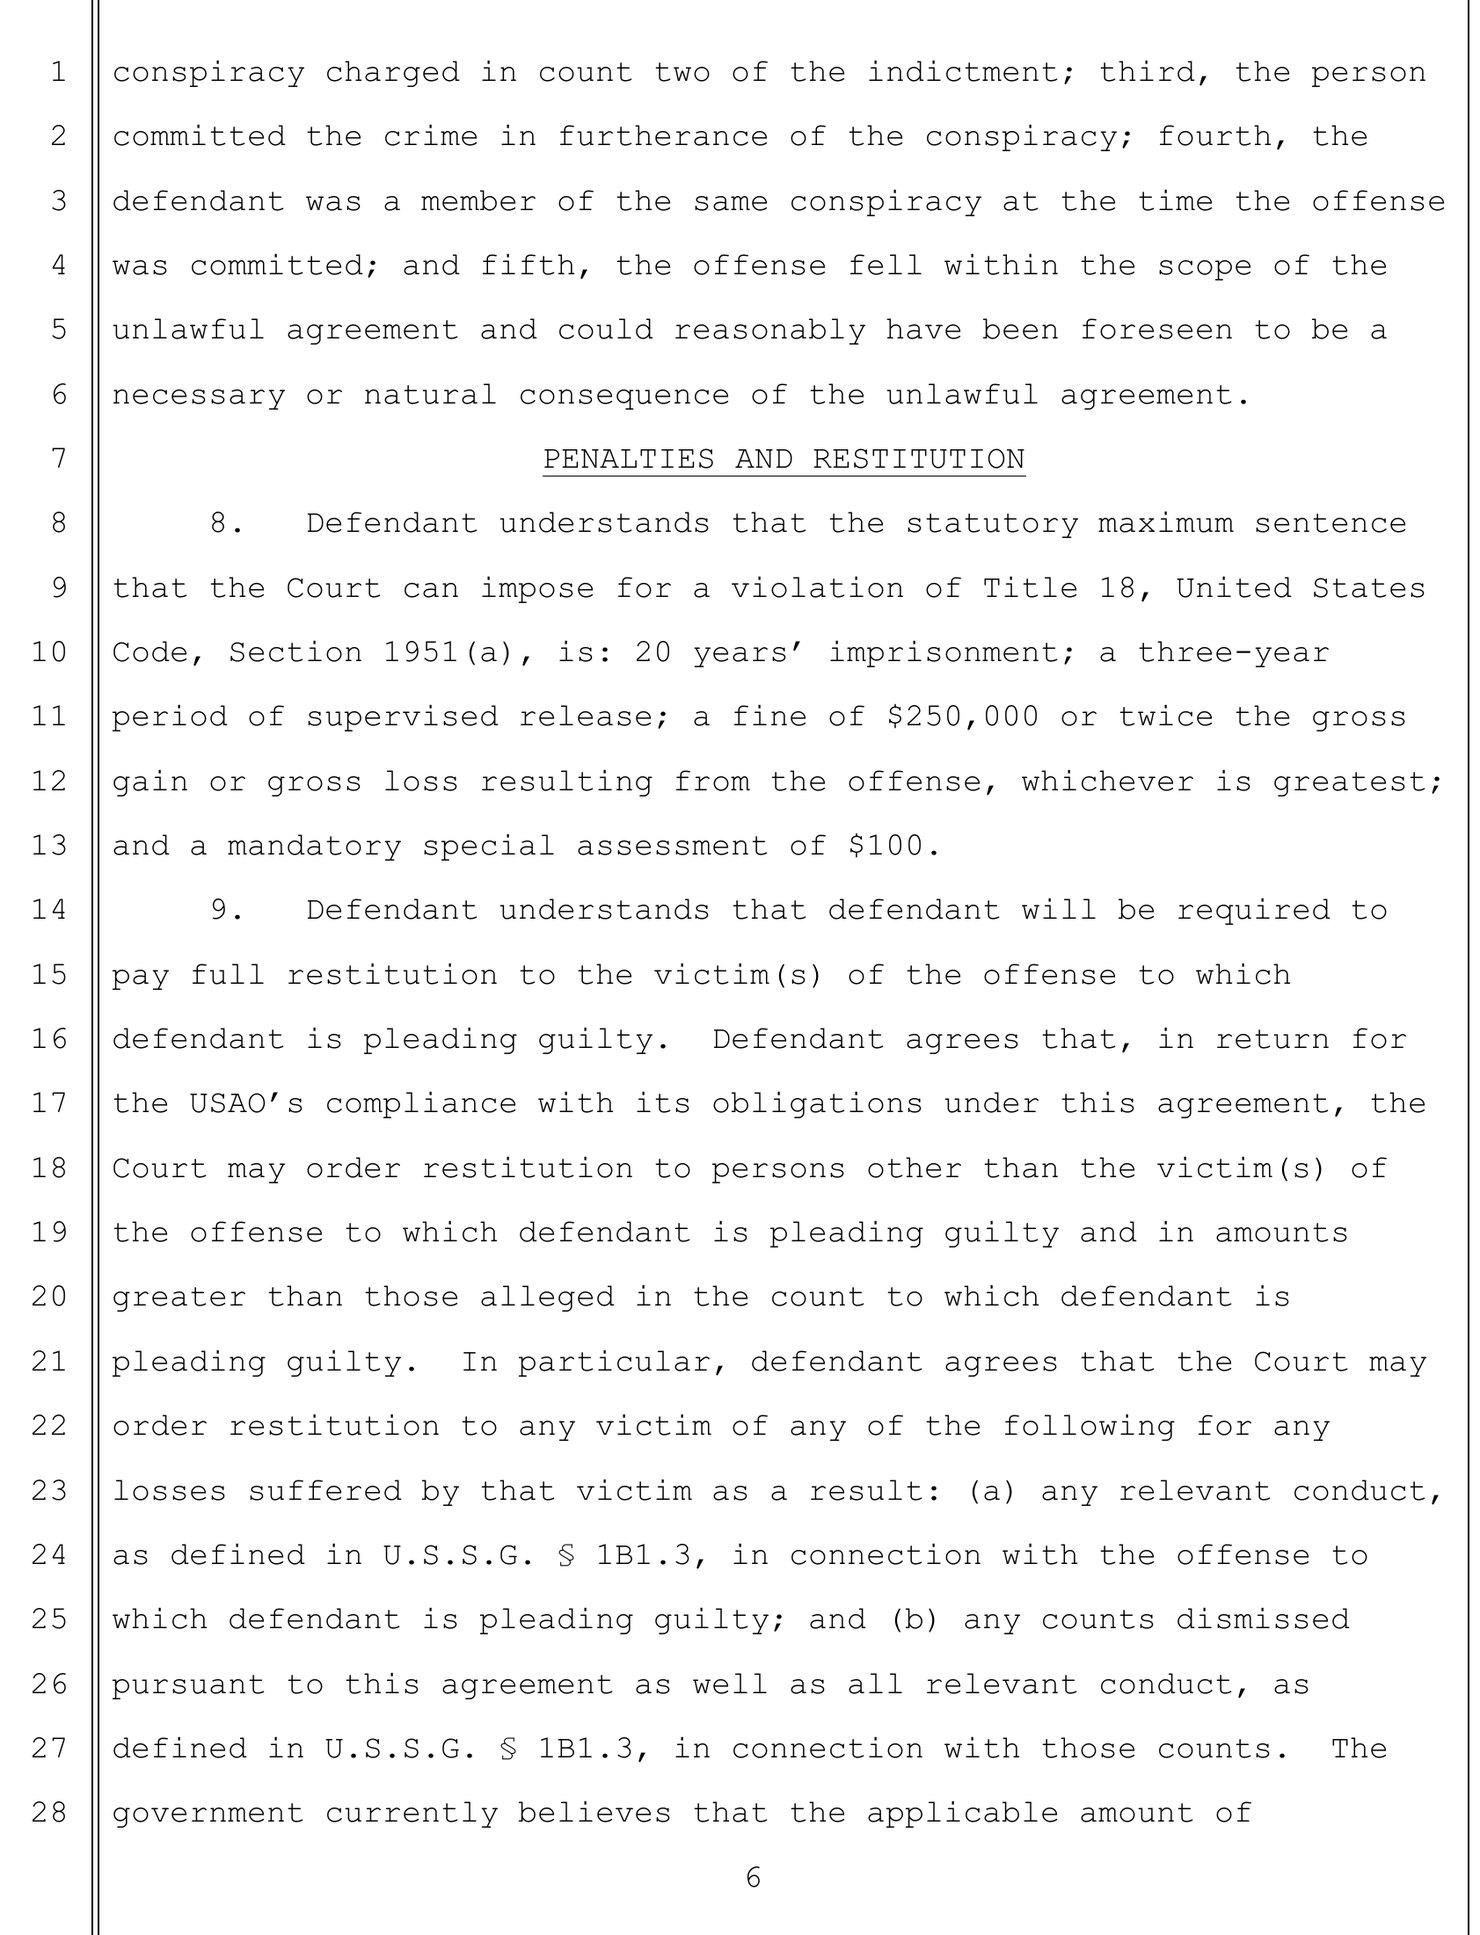 1 conspiracy charged in count two of the indictment; third, the person
2 committed the crime in furtherance of the conspiracy; fourth, the
3 defendant was a member of the same conspiracy at the time the offense
4 was committed; and fifth, the offense fell within the scope of the
5 unlawful agreement and could reasonably have been foreseen to be a
6 necessary or natural consequence of the unlawful agreement.
7 PENALTIES AND RESTITUTION
8 8. Defendant understands that the statutory maximum sentence
9 that the Court can impose for a violation of Title 18, United States
10 Code, Section 1951(a), is: 20 years’ imprisonment; a three-year
11 period of supervised release; a fine of $250,000 or twice the gross
12 gain or gross loss resulting from the offense, whichever is greatest;
13 and a mandatory special assessment of $100.
14 9. Defendant understands that defendant will be required to
15 pay full restitution to the victim(s) of the offense to which
16 defendant is pleading guilty. Defendant agrees that, in return for
17 the USAO’s compliance with its obligations under this agreement, the
18 Court may order restitution to persons other than the victim(s) of
19 the offense to which defendant is pleading guilty and in amounts
20 greater than those alleged in the count to which defendant is
21 pleading guilty. In particular, defendant agrees that the Court may
22 order restitution to any victim of any of the following for any
23 losses suffered by that victim as a result: (a) any relevant conduct,
24 as defined in U.S.S.G. § 1B1.3, in connection with the offense to
25 which defendant is pleading guilty; and (b) any counts dismissed
26 pursuant to this agreement as well as all relevant conduct, as
27 defined in U.S.S.G. § 1B1.3, in connection with those counts. The
28 government currently believes that the applicable amount of
6